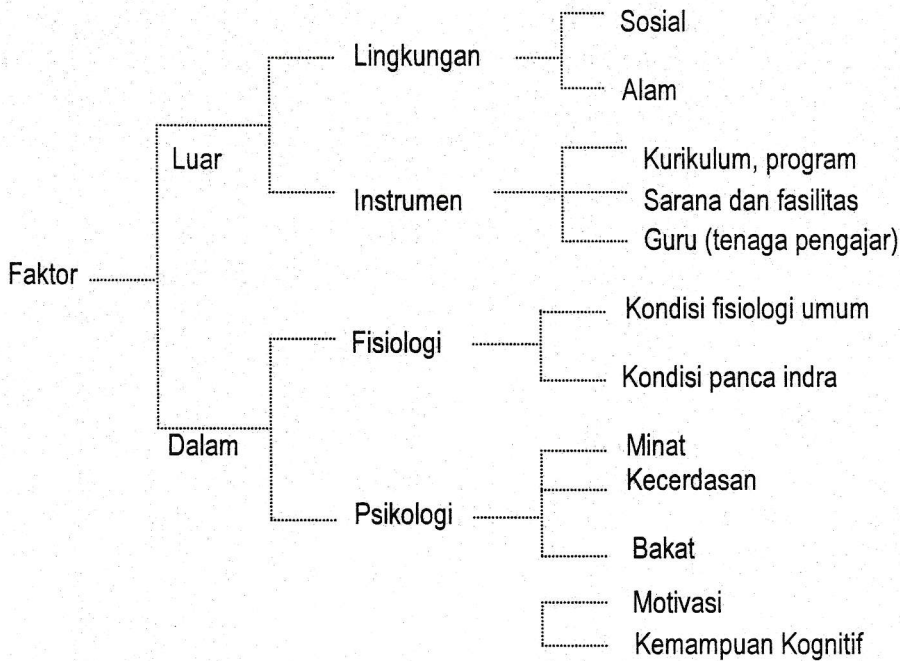 Sosial
Lingkungan
Alam
Luar
Kurikulum, program
Instrumen
Sarana dan fasilitas
Guru (tenaga pengajar)
Faktor
Kondisi fisiologi umum
Fisiologi
Kondisi panca indra
Dalam
Minat
Kecerdasan
Psikologi
Bakat
Motivasi
Kemampuan Kognitif